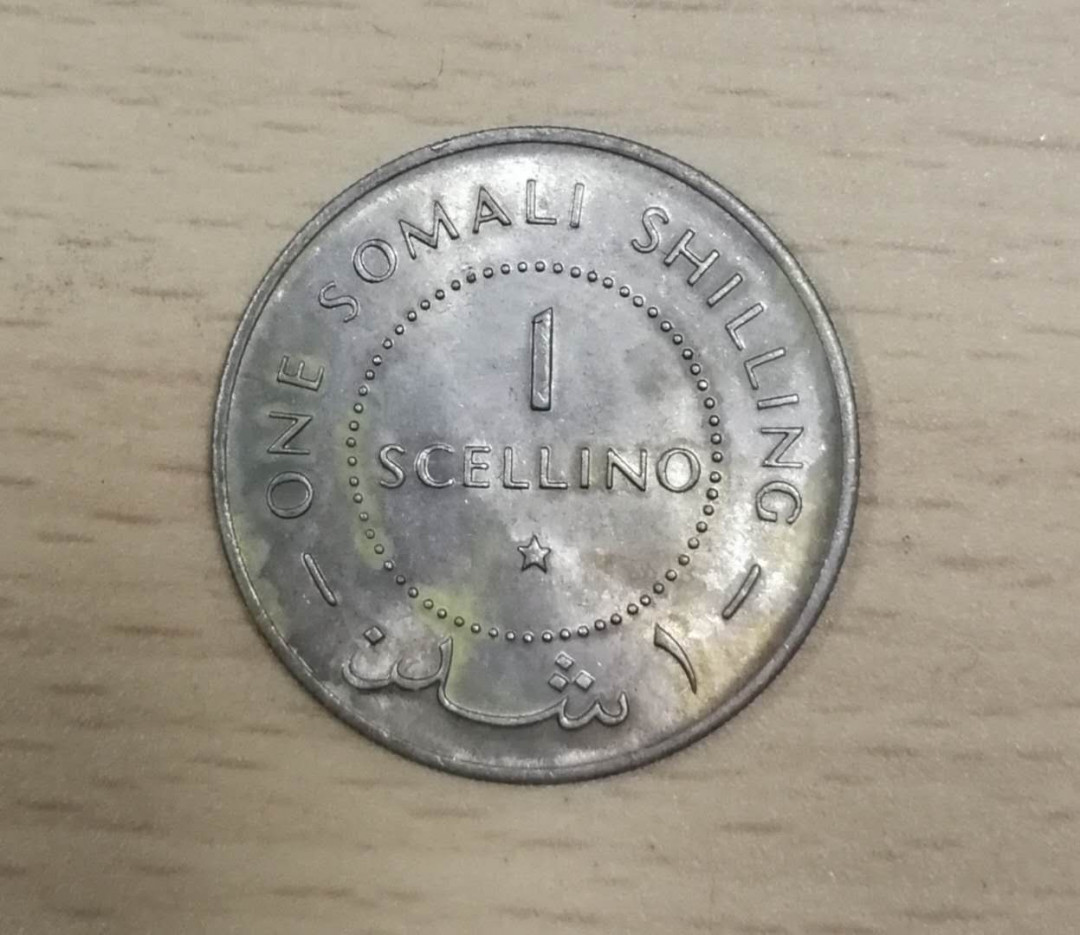 ONE SOMALI SHILLING
1
SCELLINO
١ شلن